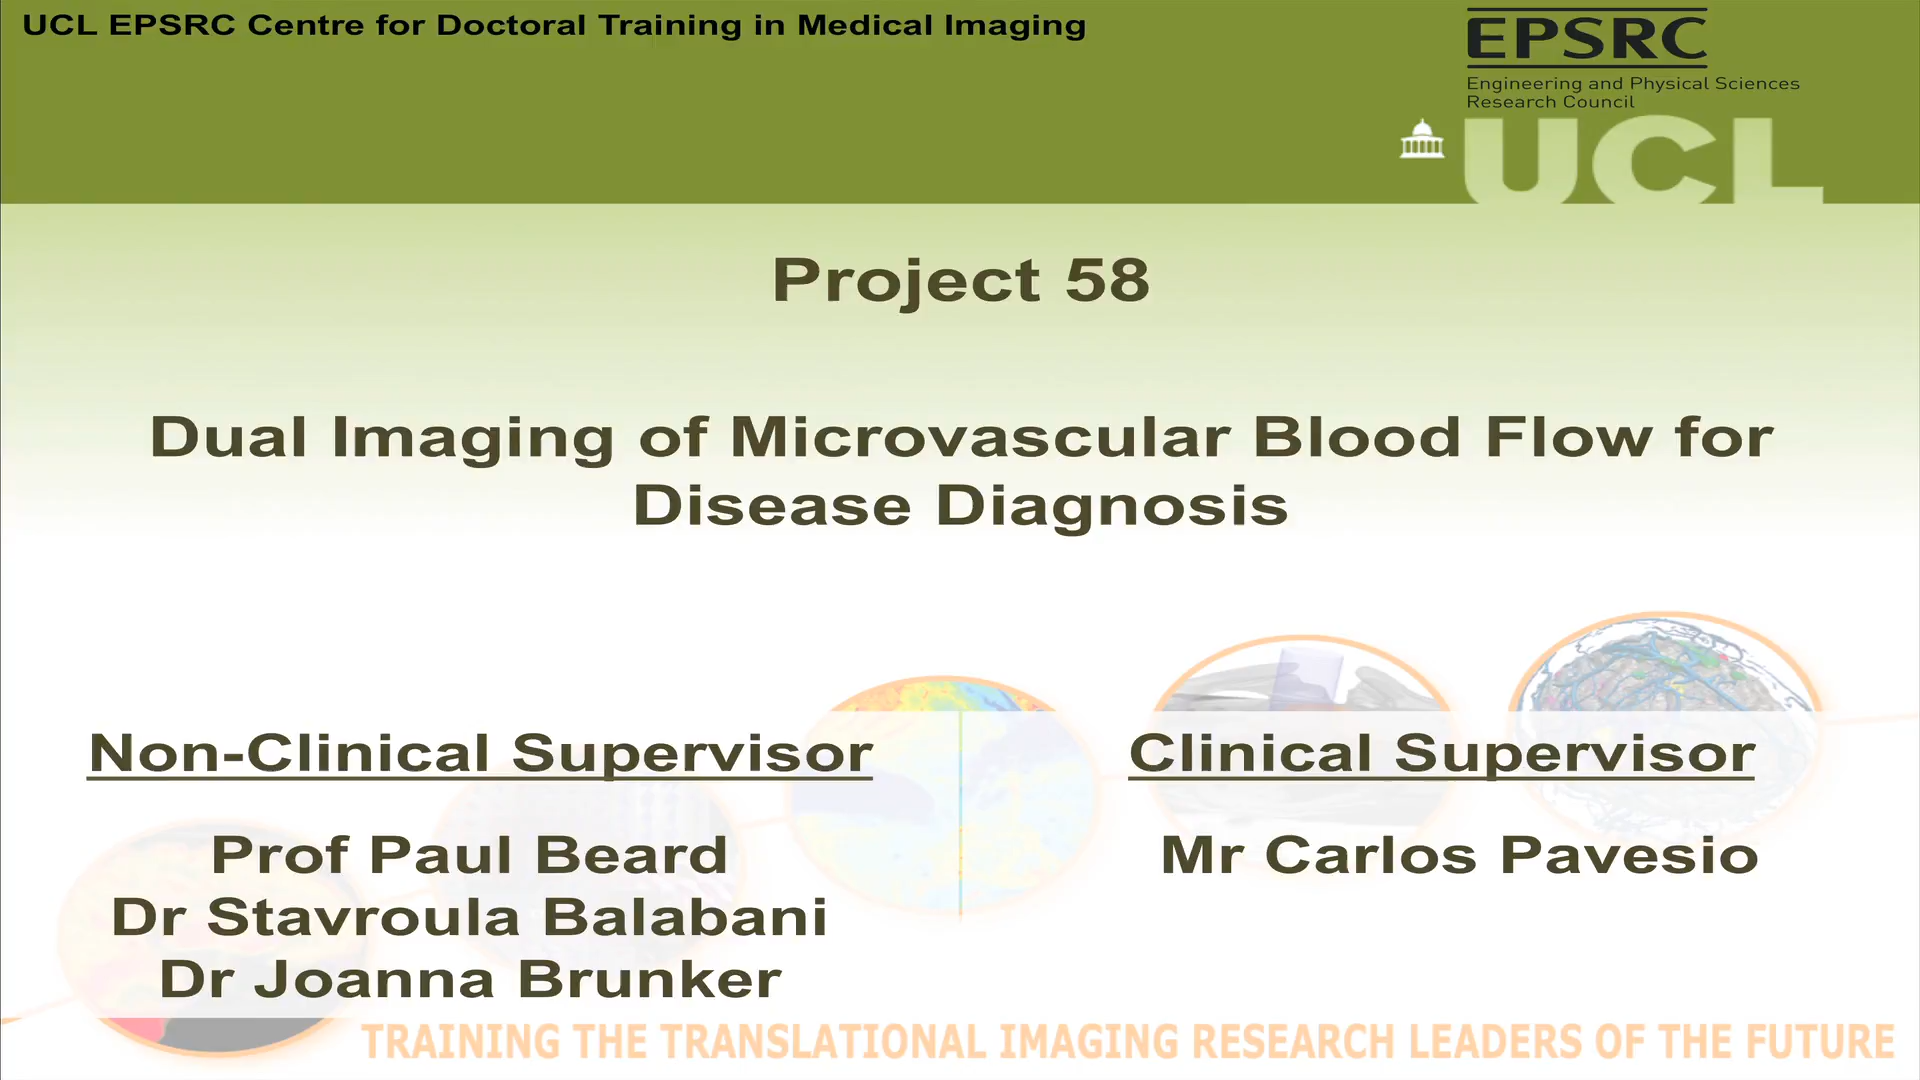 UCL EPSRC Centre for Doctoral Training in Medical Imaging
EPSRC
Engineering and Physical Sciences
Research Council
UCL
Project 58
Dual Imaging of Microvascular Blood Flow for
Disease Diagnosis
Non-Clinical Supervisor
Prof Paul Beard
Dr Stavroula Balabani
Dr Joanna Brunker
Clinical Supervisor
Mr Carlos Pavesio
TRAINING THE TRANSLATIONAL IMAGING RESEARCH LEADERS OF THE FUTURE